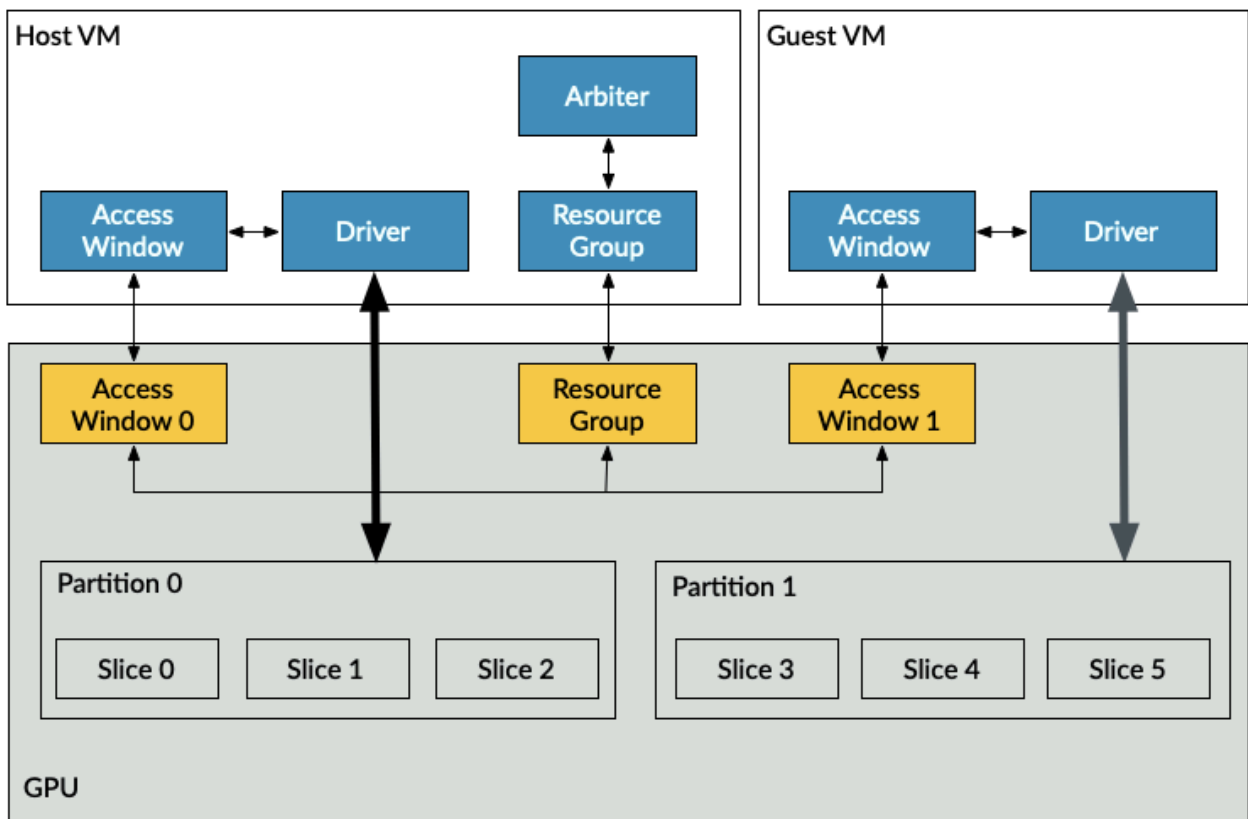 Host VM
Guest VM
Arbiter
Access
Window
Driver
Resource
Group
Access
Window
Driver
Access
Window 0
Resource
Group
Access
Window 1
Partition 0
Partition 1
Slice 0
Slice 1
Slice 2
Slice 3
Slice 4
Slice 5
GPU